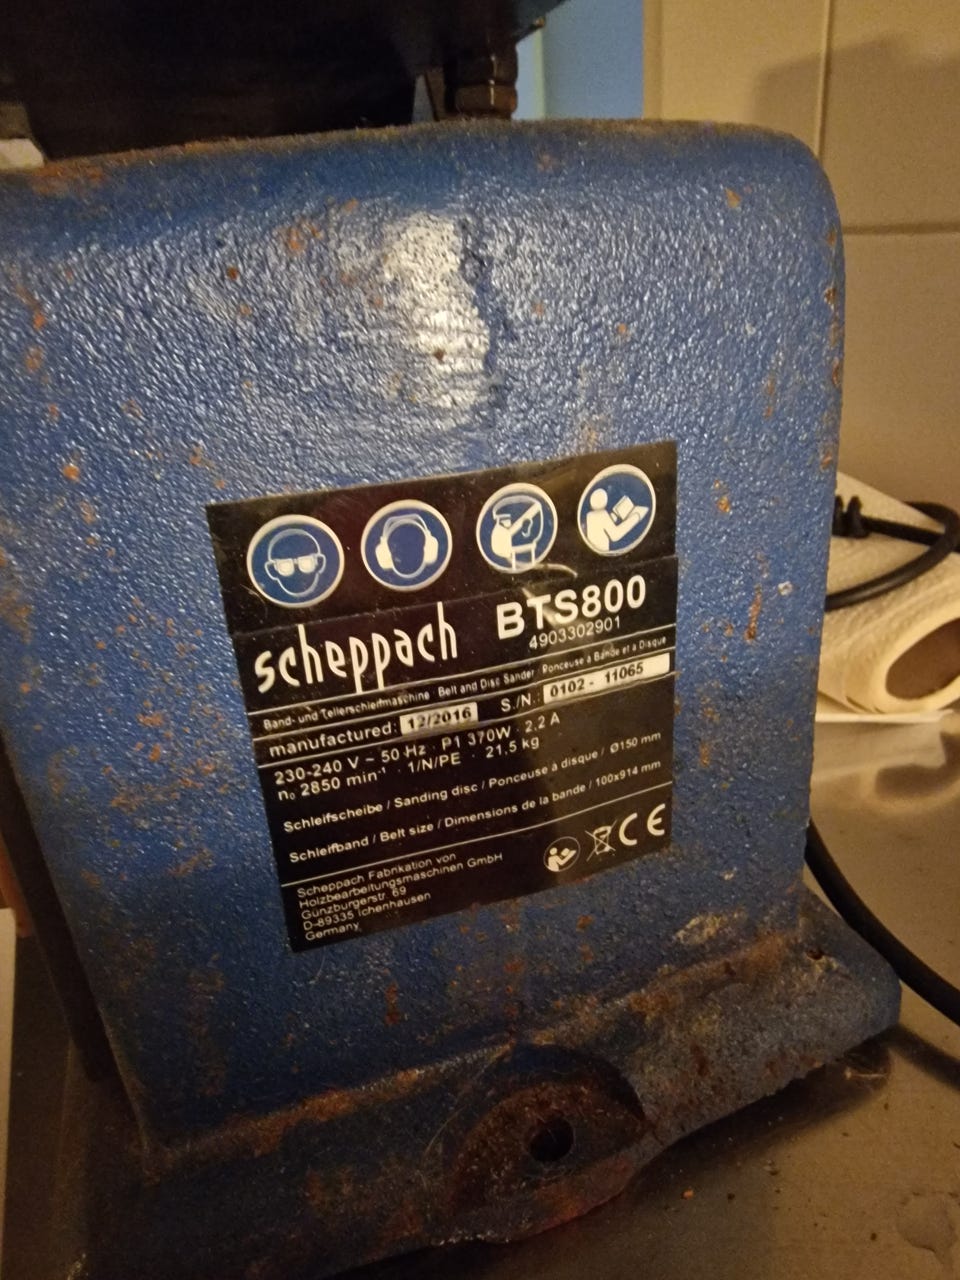 scheppach BTS800
4903302901
Band- und Tellerschleifmaschine · Belt and Disc Sander · Ponceuse à Bande et à Disque
manufactured: 12/2016 S./N.: 0102 - 11065
230-240 V ~ 50 Hz · P1 370W · 2,2 A
n₀ 2850 min⁻¹ · 1/N/PE · 21,5 kg
Schleifscheibe / Sanding disc / Ponceuse à disque / Ø150 mm
Schleifband / Belt size / Dimensions de la bande / 100x914 mm
Scheppach Fabrikation von
Holzbearbeitungsmaschinen GmbH
Günzburgerstr. 69
D-89335 Ichenhausen
Germany
CE